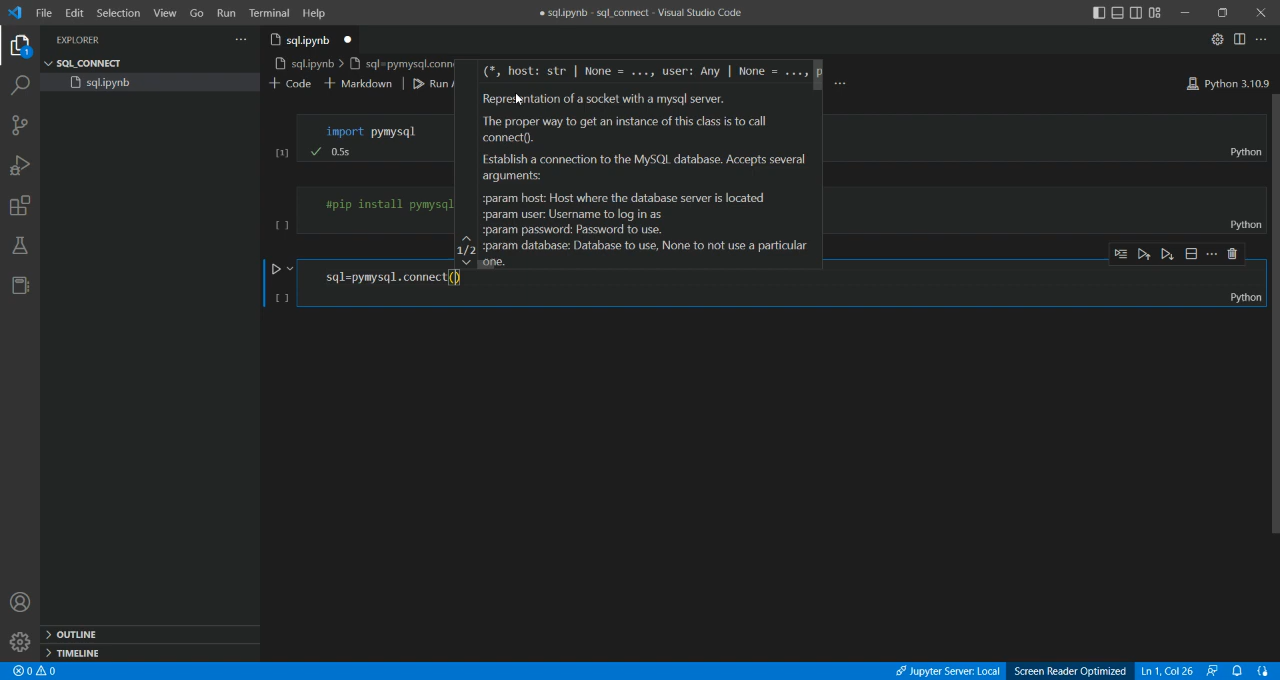 File Edit Selection View Go Run Terminal Help
● sql.ipynb - sql_connect - Visual Studio Code
EXPLORER
sql.ipynb ●
1
SQL_CONNECT
sql.ipynb
sql.ipynb > sql=pymysql.conn
+ Code + Markdown Run A
Python 3.10.9
(*, host: str | None = ..., user: Any | None = ..., p
Representation of a socket with a mysql server.
The proper way to get an instance of this class is to call
connect().
Establish a connection to the MySQL database. Accepts several
arguments:
:param host: Host where the database server is located
:param user: Username to log in as
:param password: Password to use.
:param database: Database to use, None to not use a particular
one.
1/2
import pymysql
[1] ✓ 0.5s
Python
#pip install pymysql
[ ]
Python
sql=pymysql.connect()
[ ]
Python
OUTLINE
TIMELINE
0 0
Jupyter Server: Local Screen Reader Optimized Ln 1, Col 26